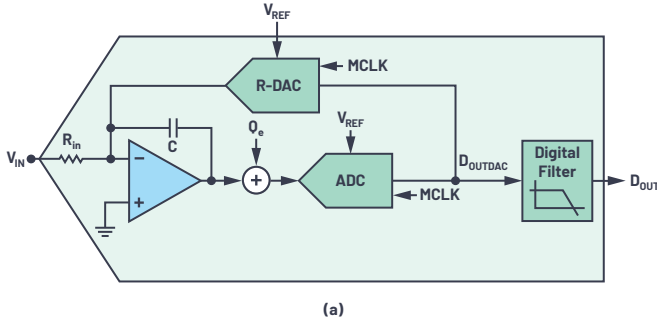 V_REF
R-DAC
MCLK
R_in
C
Q_e
V_REF
V_IN
−
+
+
ADC
MCLK
D_OUTDAC
Digital
Filter
D_OUT
(a)